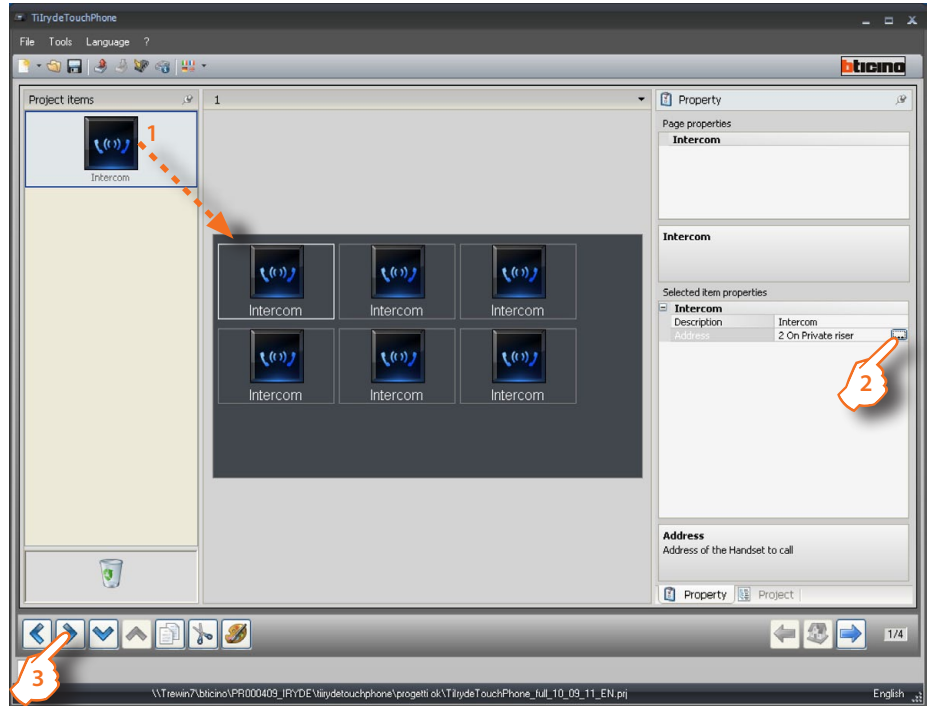 TiIrydeTouchPhone
File Tools Language ?
bticino
Project items
1
Property
Intercom
1
Page properties
Intercom
Intercom
Selected item properties
Intercom
Description Intercom
Address 2 On Private riser
Intercom Intercom Intercom
Intercom Intercom Intercom
2
Address
Address of the Handset to call
Property Project
1/4
3
\\Trewin7\bticino\PR000409_IRYDE\tiirydetouchphone\progetti ok\TiIrydeTouchPhone_full_10_09_11_EN.prj
English